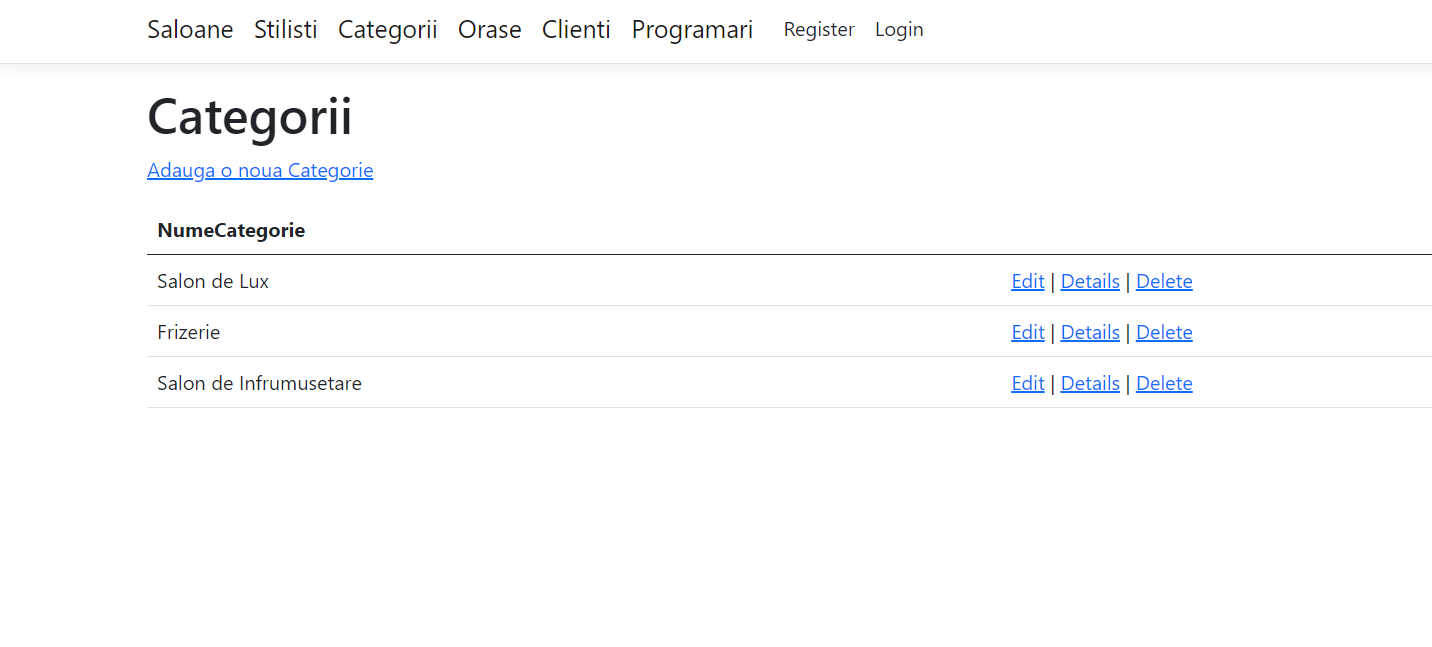 Saloane Stilisti Categorii Orase Clienti Programari Register Login
Categorii
Adauga o noua Categorie
NumeCategorie
Salon de Lux Edit | Details | Delete
Frizerie Edit | Details | Delete
Salon de Infrumusetare Edit | Details | Delete